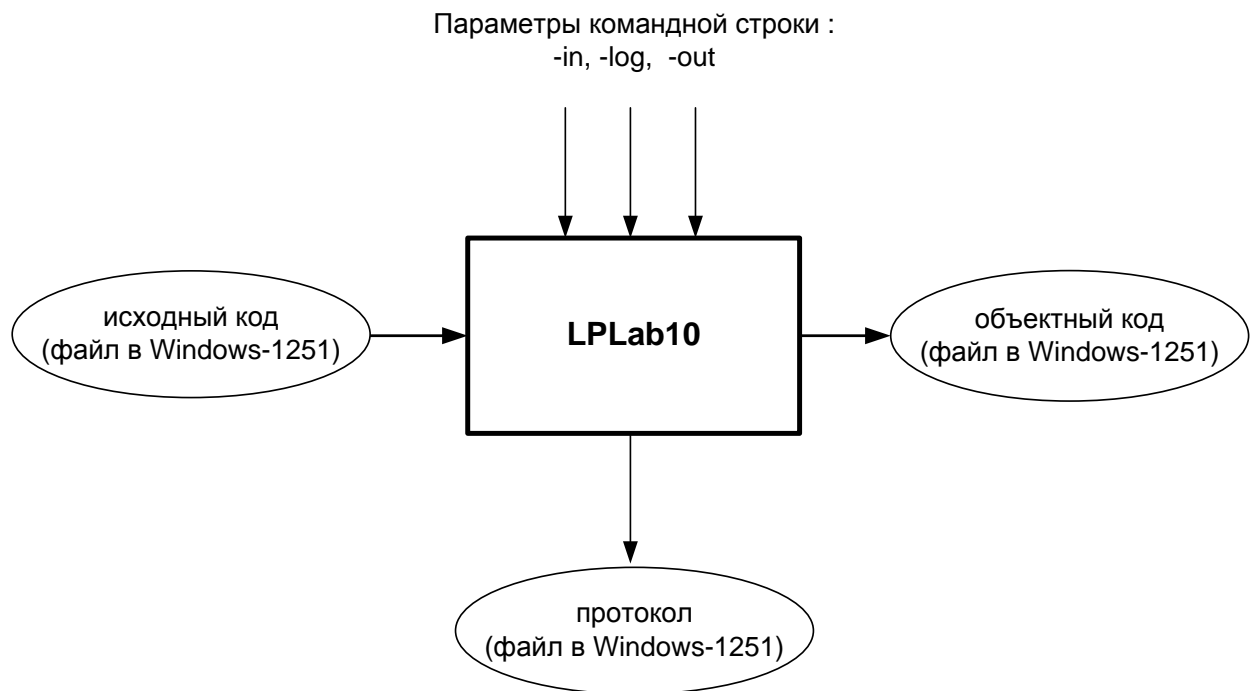 Параметры командной строки :
-in, -log, -out
исходный код
(файл в Windows-1251)
LPLab10
объектный код
(файл в Windows-1251)
протокол
(файл в Windows-1251)